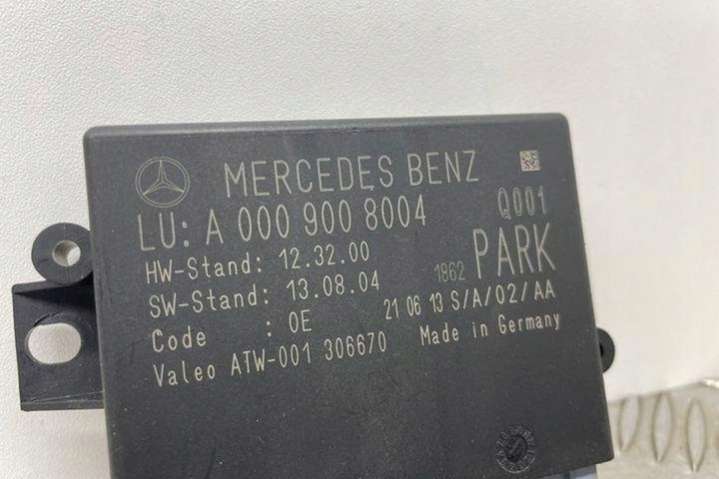 MERCEDES BENZ
LU: A 000 900 8004 Q001
HW-Stand: 12.32.00 1862 PARK
SW-Stand: 13.08.04
Code : 0E 21 06 13 S/A/02/AA
Valeo ATW-001 306670 Made in Germany